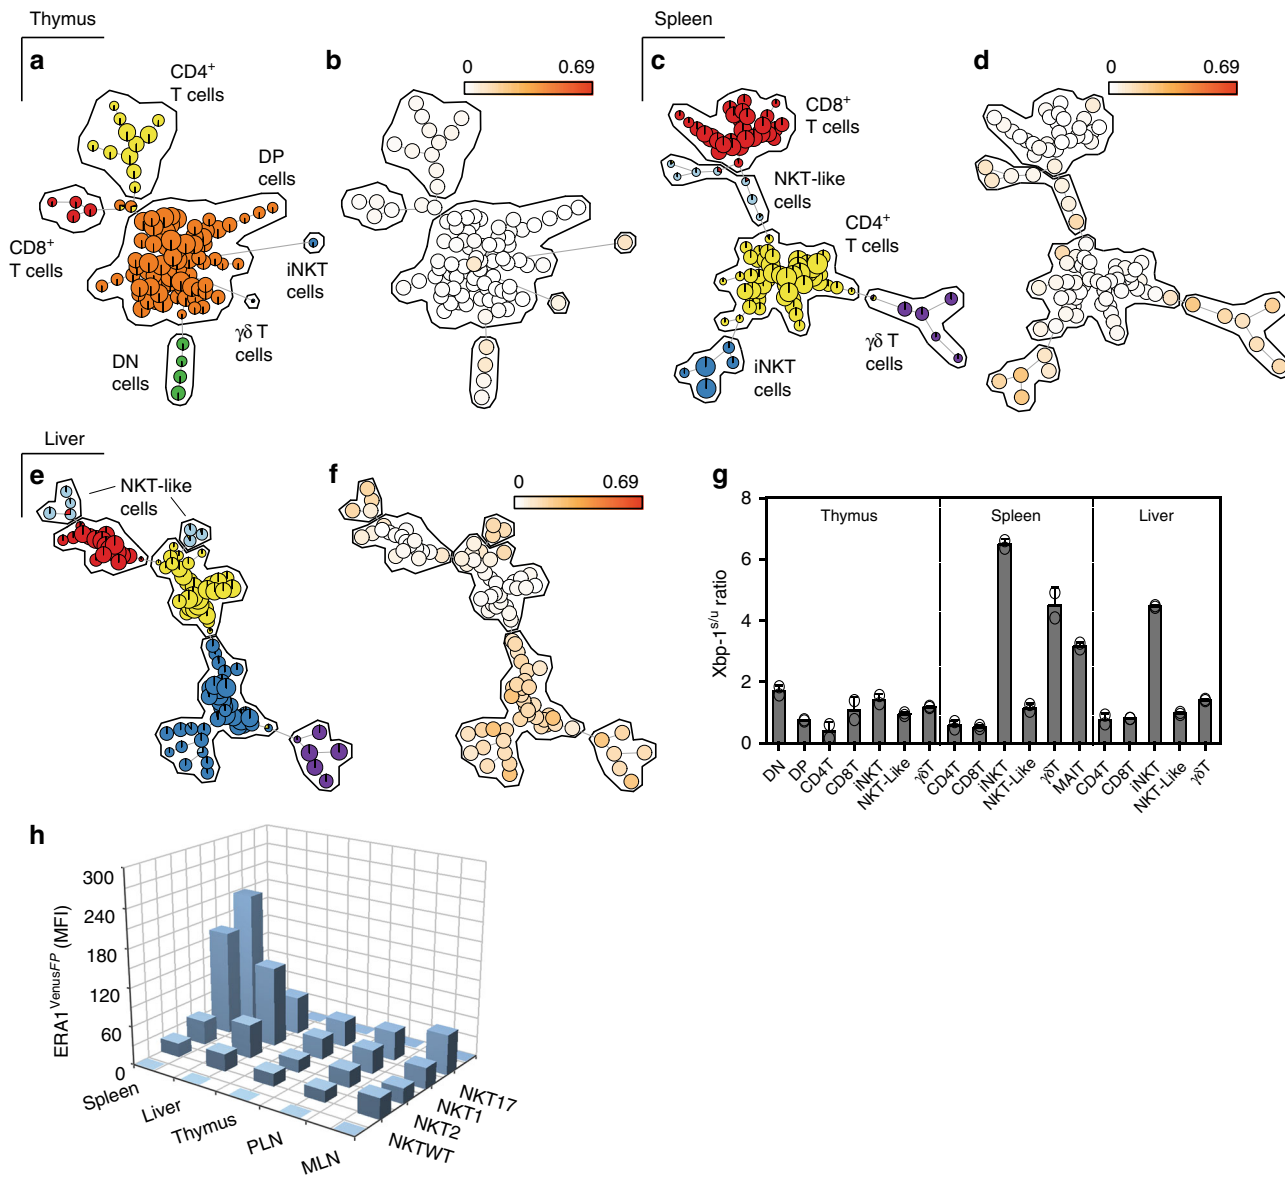 Thymus
Spleen
a
b
c
d
0 0.69
0 0.69
CD4+
T cells
DP
cells
CD8+
T cells
iNKT
cells
γδ T
cells
DN
cells
CD8+
T cells
NKT-like
cells
CD4+
T cells
γδ T
cells
iNKT
cells
Liver
e
f
g
NKT-like
cells
0 0.69
Xbp-1s/u ratio
8
6
4
2
0
Thymus
Spleen
Liver
DN
DP
CD4T
CD8T
iNKT
NKT-Like
γδT
CD4T
CD8T
iNKT
NKT-Like
γδT
MAIT
CD4T
CD8T
iNKT
NKT-Like
γδT
h
ERA1VenusFP (MFI)
300
240
180
120
60
0
Spleen
Liver
Thymus
PLN
MLN
NKT17
NKT1
NKT2
NKTWT